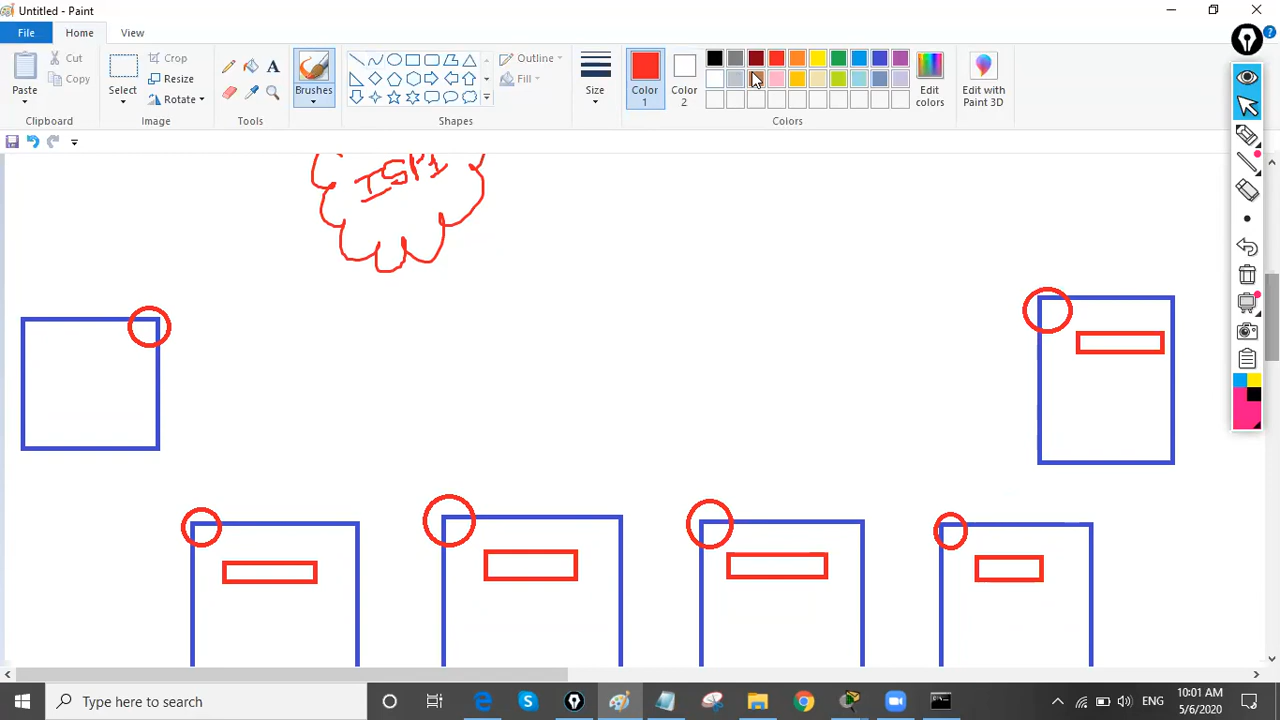 Untitled - Paint
File
Home
View
Paste
Cut
Copy
Clipboard
Select
Crop
Resize
Rotate
Image
A
Tools
Brushes
Shapes
Outline
Fill
Size
Color
1
Color
2
Colors
Edit
colors
Edit with
Paint 3D
ISP1
Type here to search
ENG
10:01 AM
5/6/2020